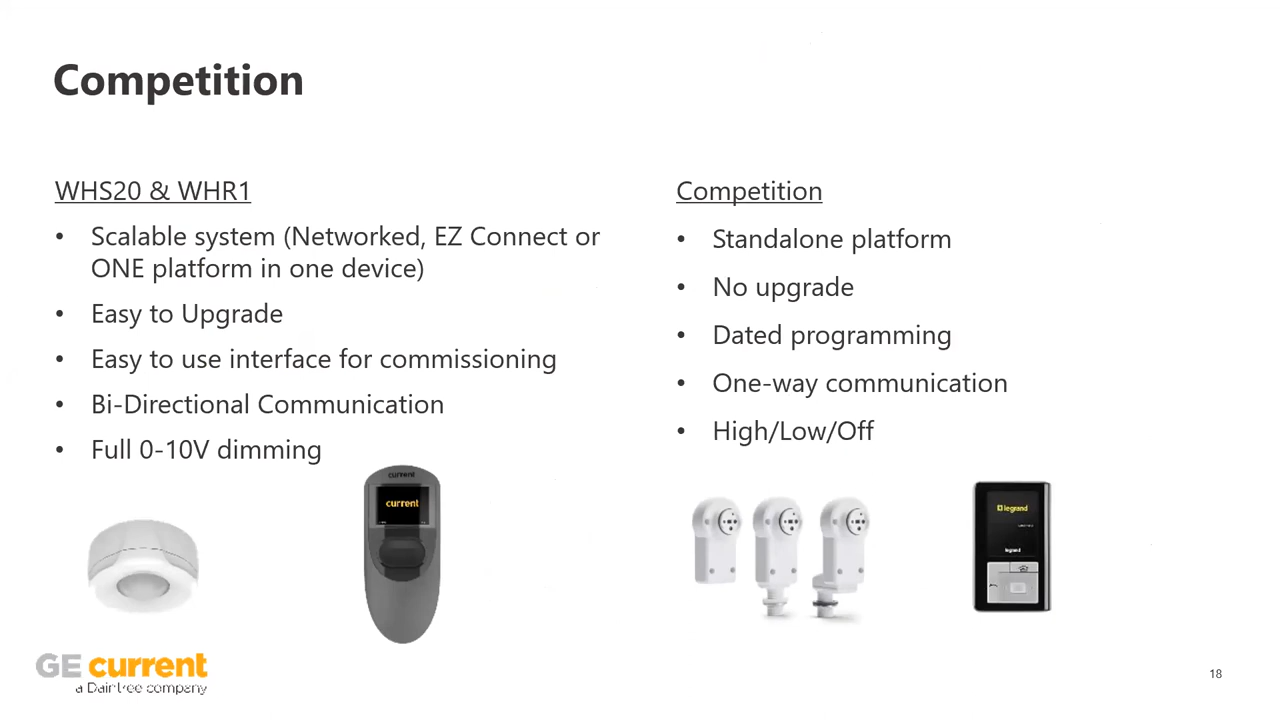 Competition
WHS20 & WHR1
• Scalable system (Networked, EZ Connect or
ONE platform in one device)
• Easy to Upgrade
• Easy to use interface for commissioning
• Bi-Directional Communication
• Full 0-10V dimming
Competition
• Standalone platform
• No upgrade
• Dated programming
• One-way communication
• High/Low/Off
current
current
legrand
legrand
GE current
a Daintree company
18